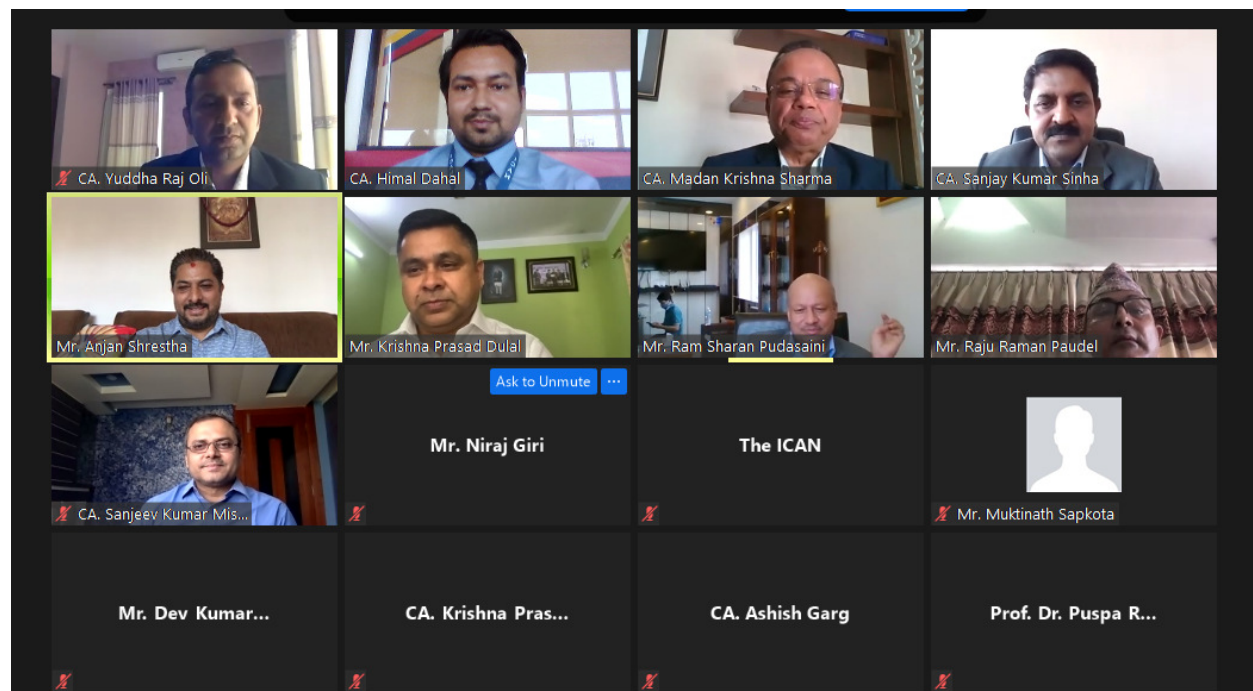 CA. Yuddha Raj Oli
CA. Himal Dahal
CA. Madan Krishna Sharma
CA. Sanjay Kumar Sinha
Mr. Anjan Shrestha
Mr. Krishna Prasad Dulal
Mr. Ram Sharan Pudasaini
Mr. Raju Raman Paudel
CA. Sanjeev Kumar Mis...
Ask to Unmute ...
Mr. Niraj Giri
The ICAN
Mr. Muktinath Sapkota
Mr. Dev Kumar...
CA. Krishna Pras...
CA. Ashish Garg
Prof. Dr. Puspa R...